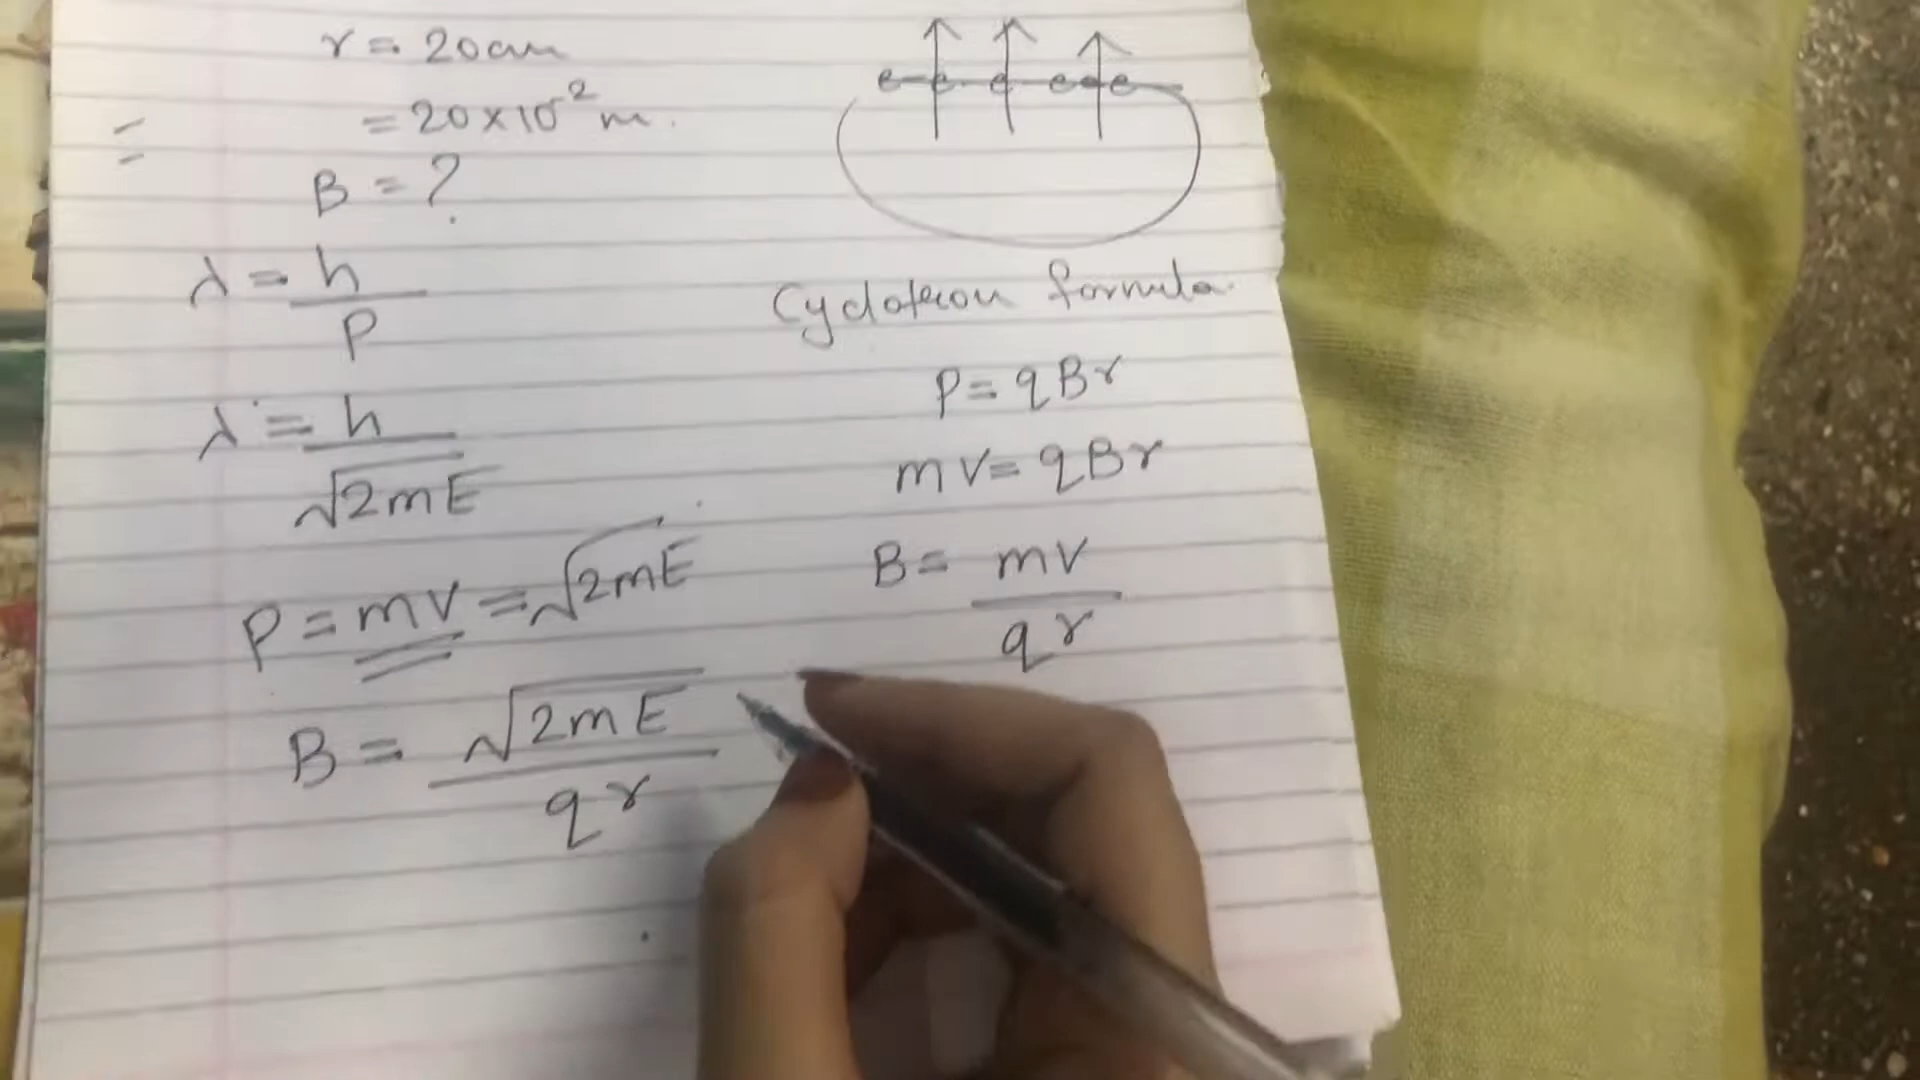 r = 20cm
= 20×10⁻² m.
B = ?
λ = h/P
λ = h/√2mE
P = mv = √2mE
B = √2mE/qr
e e e e e
Cyclotron formula.
P = qBr
mv = qBr
B = mv/qr